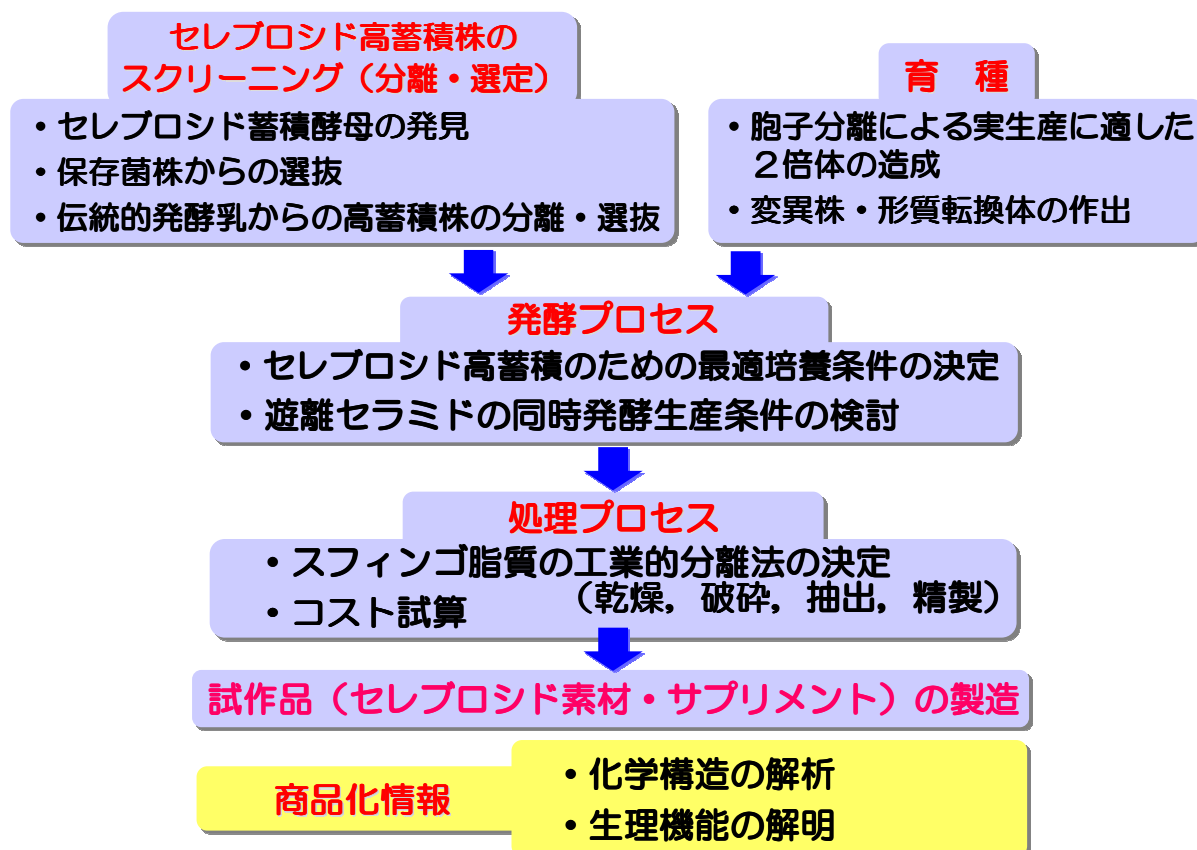 セレブロシド高蓄積株の
スクリーニング（分離・選定）
・セレブロシド蓄積酵母の発見
・保存菌株からの選抜
・伝統的発酵乳からの高蓄積株の分離・選抜
育　種
・胞子分離による実生産に適した
２倍体の造成
・変異株・形質転換体の作出
発酵プロセス
・セレブロシド高蓄積のための最適培養条件の決定
・遊離セラミドの同時発酵生産条件の検討
処理プロセス
・スフィンゴ脂質の工業的分離法の決定
（乾燥，破砕，抽出，精製）
・コスト試算
試作品（セレブロシド素材・サプリメント）の製造
商品化情報
・化学構造の解析
・生理機能の解明